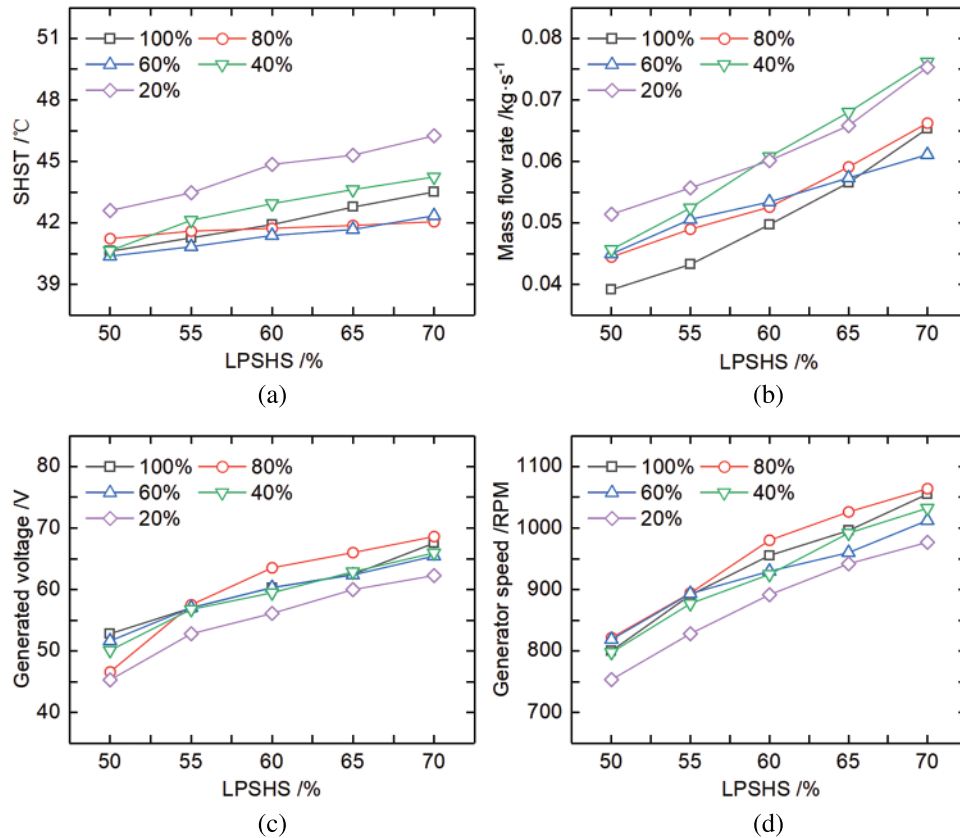 SHST /℃
51
48
45
42
39
100% 80%
60% 40%
20%
50 55 60 65 70
LPSHS /%
(a)
Mass flow rate /kg·s⁻¹
0.08
0.07
0.06
0.05
0.04
100% 80%
60% 40%
20%
50 55 60 65 70
LPSHS /%
(b)
Generated voltage /V
80
70
60
50
40
100% 80%
60% 40%
20%
50 55 60 65 70
LPSHS /%
(c)
Generator speed /RPM
1100
1000
900
800
700
100% 80%
60% 40%
20%
50 55 60 65 70
LPSHS /%
(d)